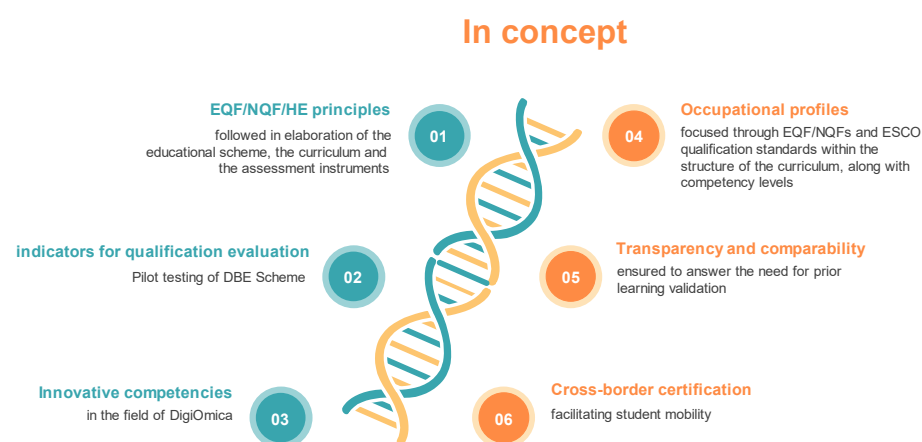 In concept
EQF/NQF/HE principles
followed in elaboration of the
educational scheme, the curriculum and
the assessment instruments
01
indicators for qualification evaluation
Pilot testing of DBE Scheme
02
Innovative competencies
in the field of DigiOmica
03
04
Occupational profiles
focused through EQF/NQFs and ESCO
qualification standards within the
structure of the curriculum, along with
competency levels
05
Transparency and comparability
ensured to answer the need for prior
learning validation
06
Cross-border certification
facilitating student mobility